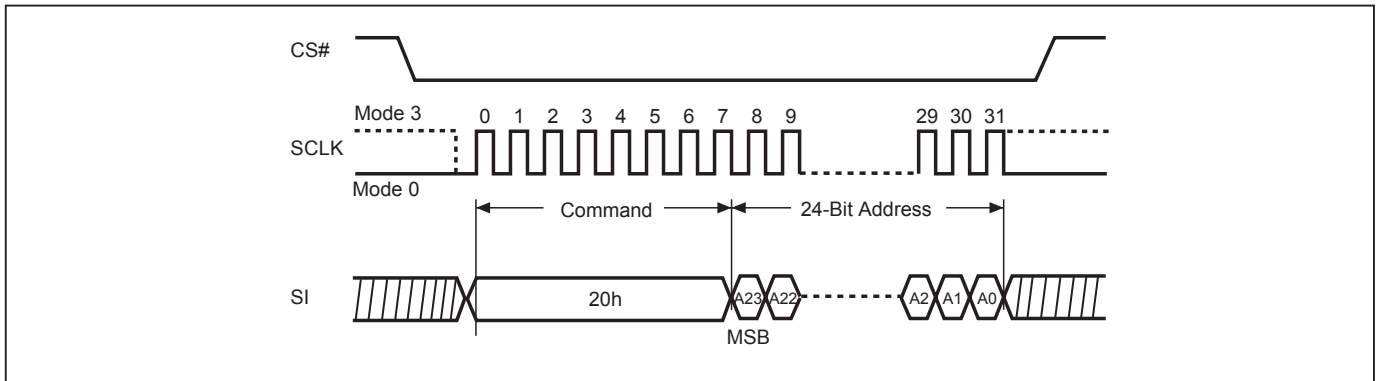 CS#
Mode 3
0 1 2 3 4 5 6 7 8 9 29 30 31
SCLK
Mode 0
Command 24-Bit Address
SI 20h A23 A22 A2 A1 A0
MSB